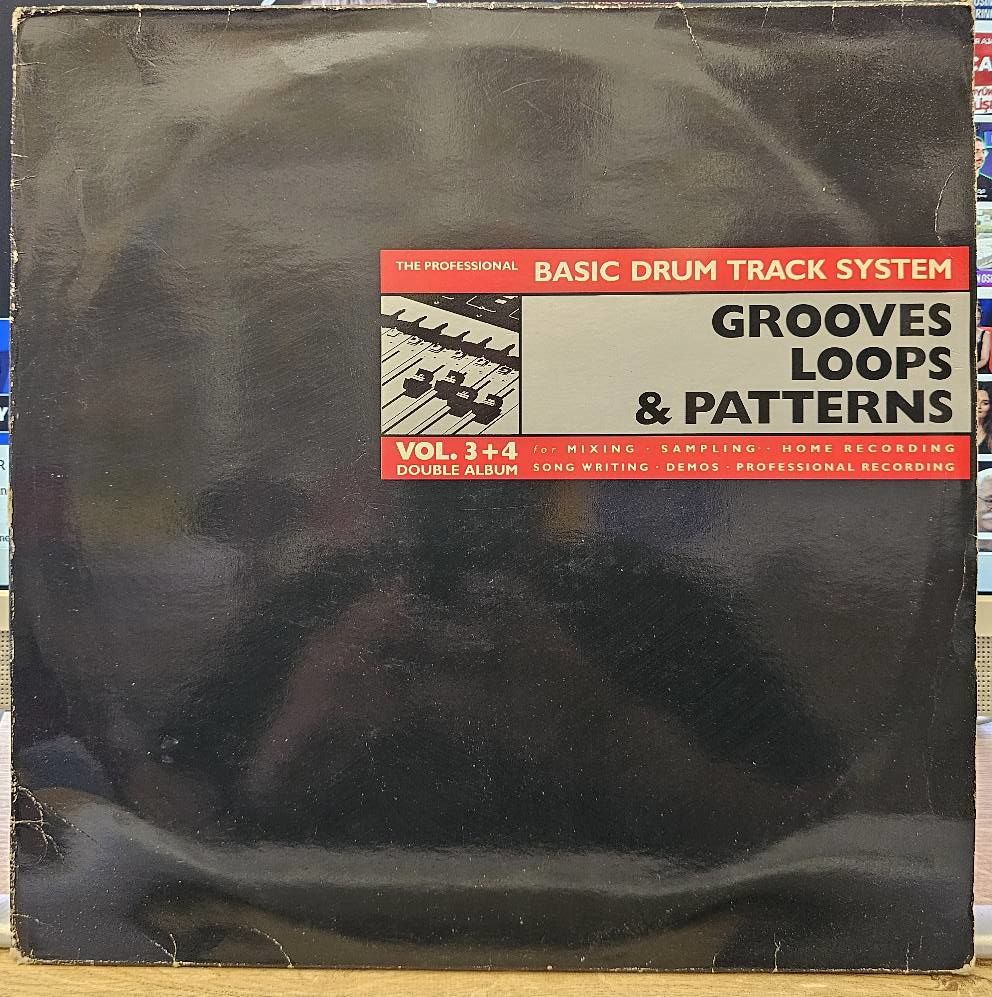 THE PROFESSIONAL BASIC DRUM TRACK SYSTEM
GROOVES
LOOPS
& PATTERNS
VOL. 3+4
DOUBLE ALBUM
for MIXING · SAMPLING · HOME RECORDING
SONG WRITING · DEMOS · PROFESSIONAL RECORDING